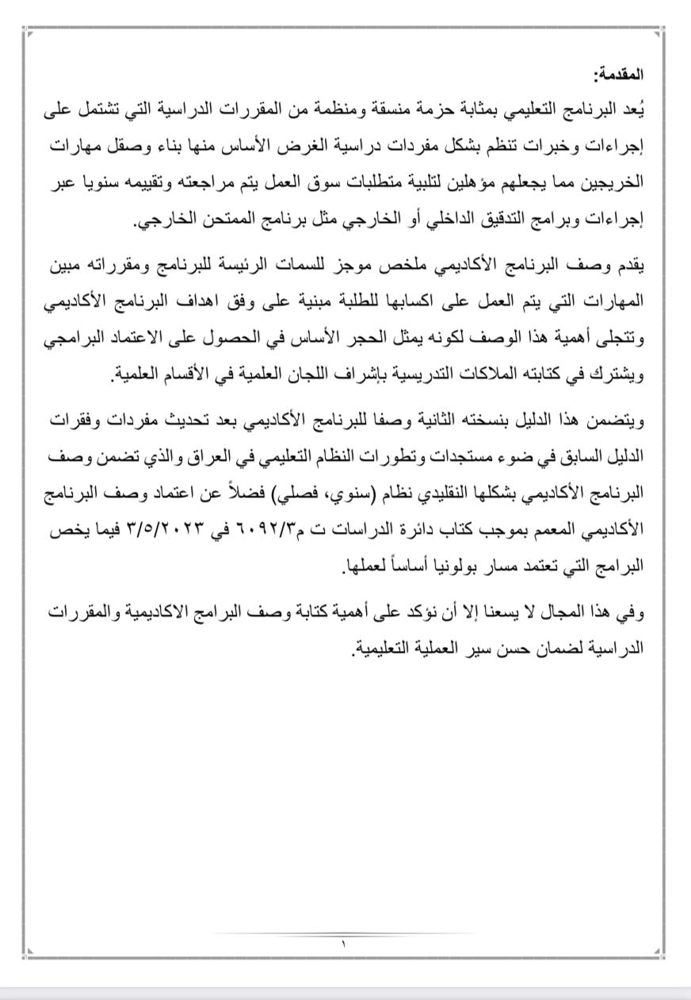 المقدمة:
يُعد البرنامج التعليمي بمثابة حزمة منسقة ومنظمة من المقررات الدراسية التي تشتمل على
إجراءات وخبرات تنظم بشكل مفردات دراسية الغرض الأساس منها بناء وصقل مهارات
الخريجين مما يجعلهم مؤهلين لتلبية متطلبات سوق العمل يتم مراجعته وتقييمه سنويا عبر
إجراءات وبرامج التدقيق الداخلي أو الخارجي مثل برنامج الممتحن الخارجي.
يقدم وصف البرنامج الأكاديمي ملخص موجز للسمات الرئيسة للبرنامج ومقرراته مبين
المهارات التي يتم العمل على اكسابها للطلبة مبنية على وفق اهداف البرنامج الأكاديمي
وتتجلى أهمية هذا الوصف لكونه يمثل الحجر الأساس في الحصول على الاعتماد البرامجي
ويشترك في كتابته الملاكات التدريسية بإشراف اللجان العلمية في الأقسام العلمية.
ويتضمن هذا الدليل بنسخته الثانية وصفا للبرنامج الأكاديمي بعد تحديث مفردات وفقرات
الدليل السابق في ضوء مستجدات وتطورات النظام التعليمي في العراق والذي تضمن وصف
البرنامج الأكاديمي بشكلها التقليدي نظام (سنوي، فصلي) فضلاً عن اعتماد وصف البرنامج
الأكاديمي المعمم بموجب كتاب دائرة الدراسات ت م٦٠٩٢/٣ في ٣/٥/٢٠٢٣ فيما يخص
البرامج التي تعتمد مسار بولونيا أساساً لعملها.
وفي هذا المجال لا يسعنا إلا أن نؤكد على أهمية كتابة وصف البرامج الاكاديمية والمقررات
الدراسية لضمان حسن سير العملية التعليمية.
١